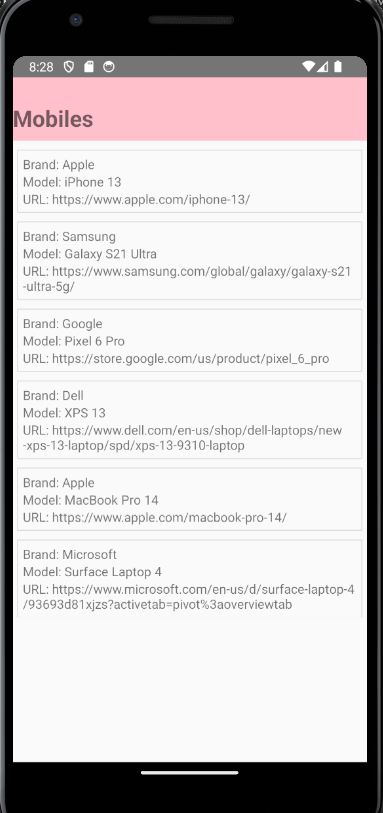 8:28
Mobiles
Brand: Apple
Model: iPhone 13
URL: https://www.apple.com/iphone-13/
Brand: Samsung
Model: Galaxy S21 Ultra
URL: https://www.samsung.com/global/galaxy/galaxy-s21
-ultra-5g/
Brand: Google
Model: Pixel 6 Pro
URL: https://store.google.com/us/product/pixel_6_pro
Brand: Dell
Model: XPS 13
URL: https://www.dell.com/en-us/shop/dell-laptops/new
-xps-13-laptop/spd/xps-13-9310-laptop
Brand: Apple
Model: MacBook Pro 14
URL: https://www.apple.com/macbook-pro-14/
Brand: Microsoft
Model: Surface Laptop 4
URL: https://www.microsoft.com/en-us/d/surface-laptop-4
/93693d81xjzs?activetab=pivot%3aoverviewtab